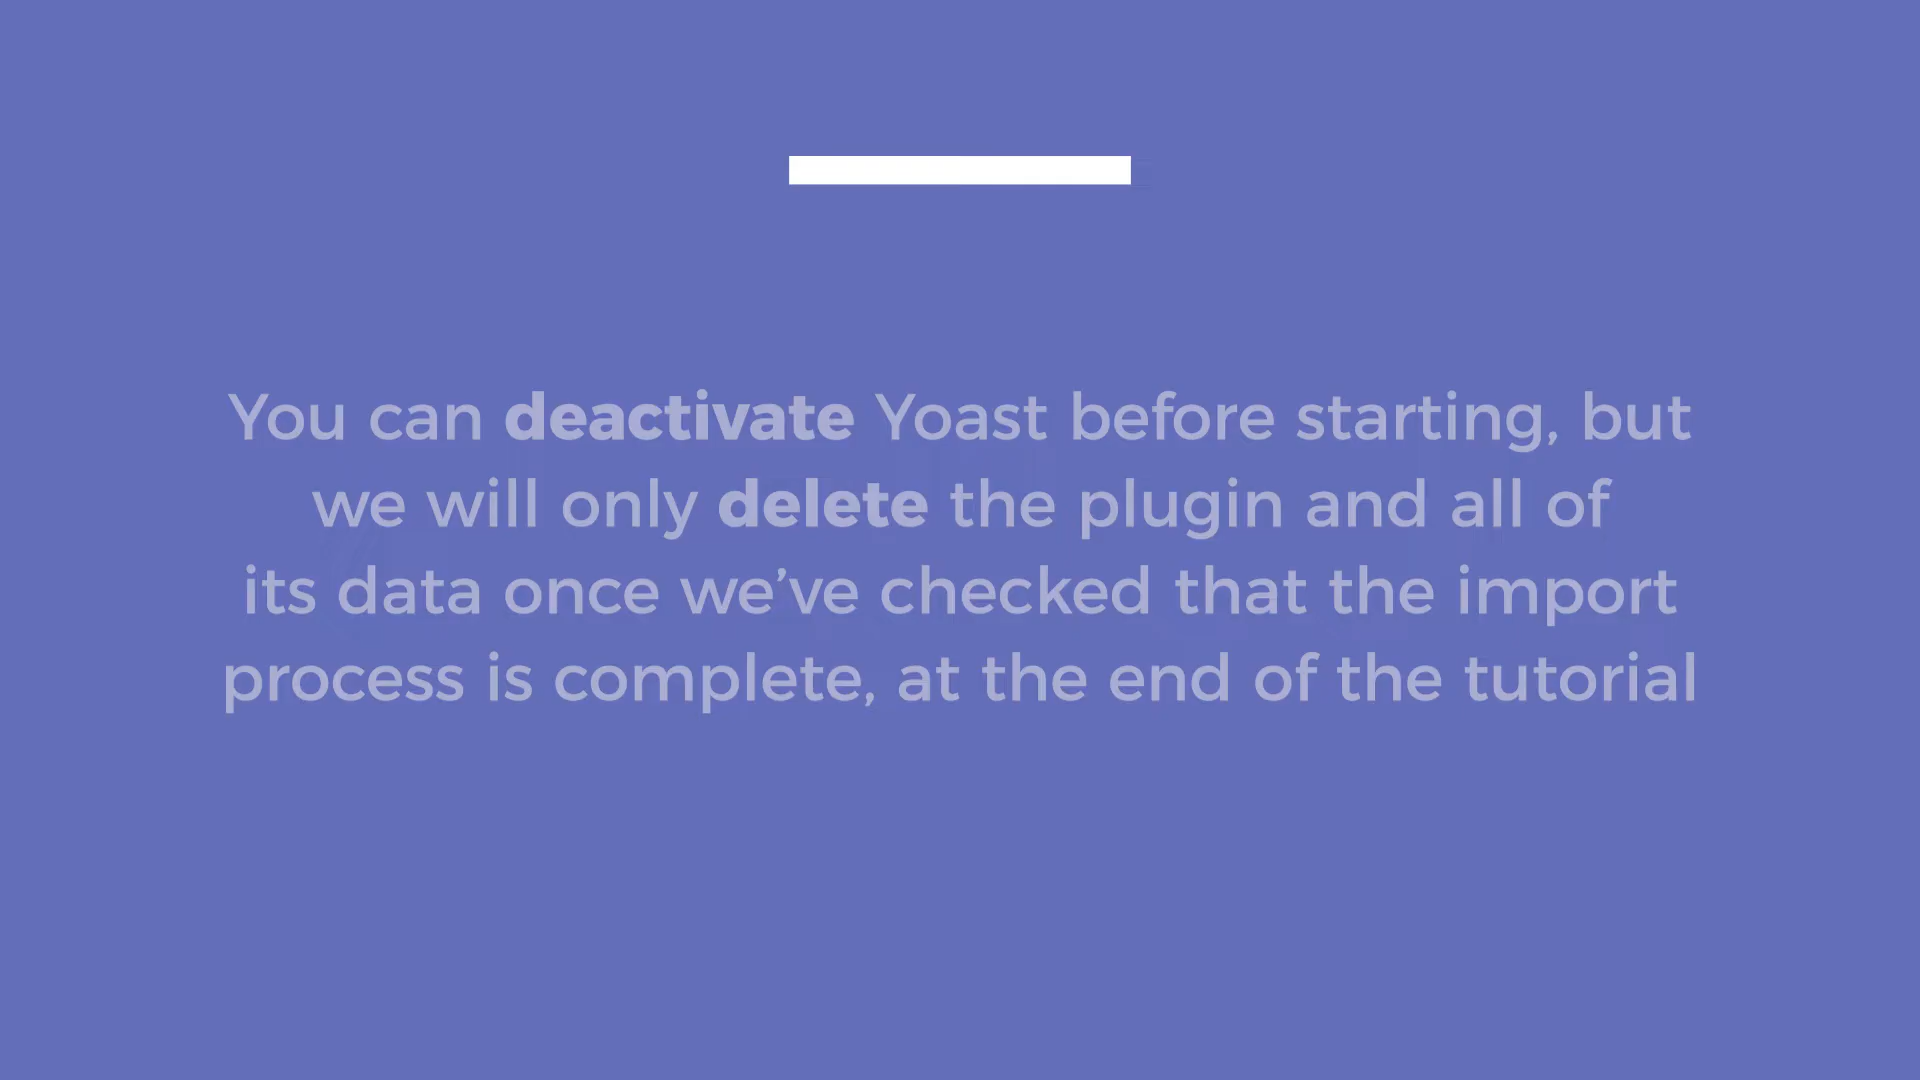 You can deactivate Yoast before starting, but
we will only delete the plugin and all of
its data once we’ve checked that the import
process is complete, at the end of the tutorial